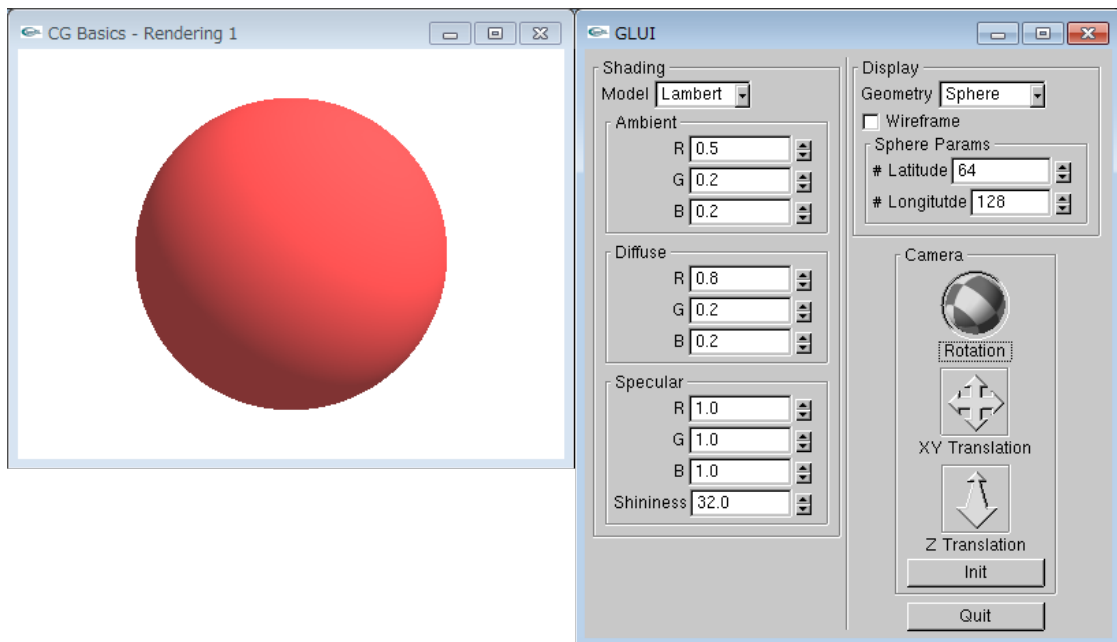 CG Basics - Rendering 1
GLUI
Shading
Model Lambert
Ambient
R 0.5
G 0.2
B 0.2
Diffuse
R 0.8
G 0.2
B 0.2
Specular
R 1.0
G 1.0
B 1.0
Shininess 32.0
Display
Geometry Sphere
Wireframe
Sphere Params
# Latitude 64
# Longitutde 128
Camera
Rotation
XY Translation
Z Translation
Init
Quit